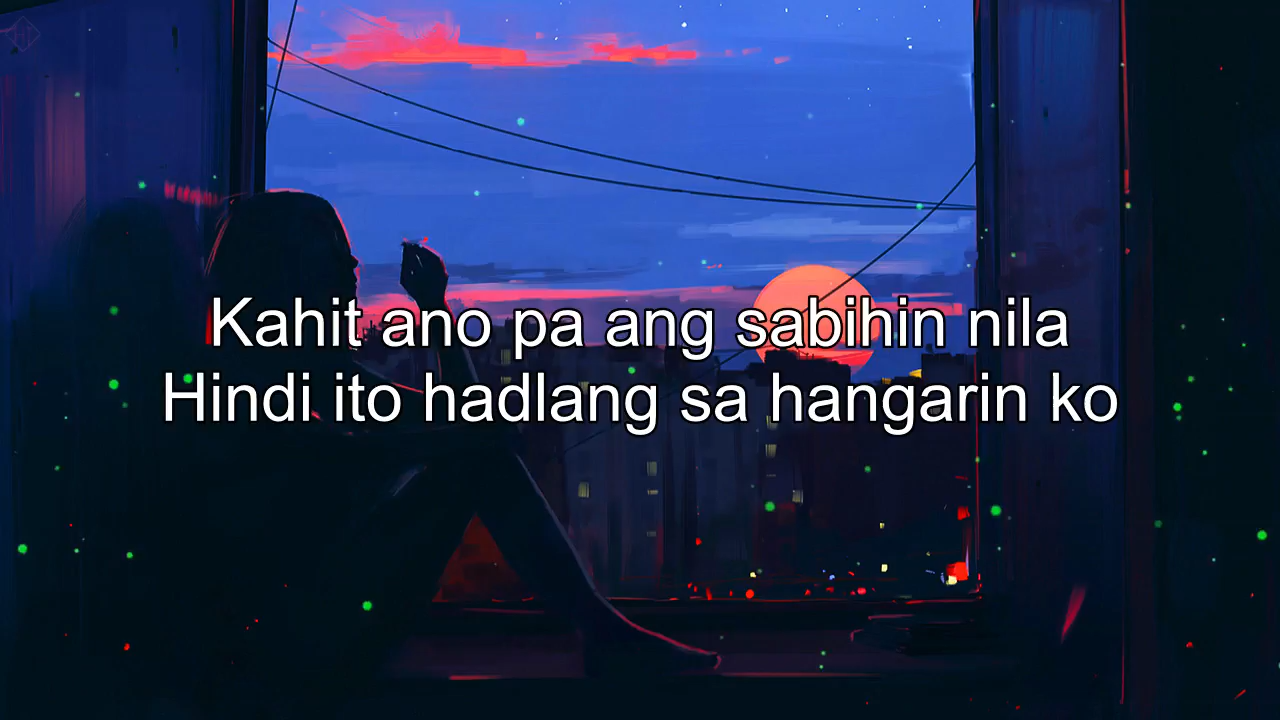 Kahit ano pa ang sabihin nila
Hindi ito hadlang sa hangarin ko